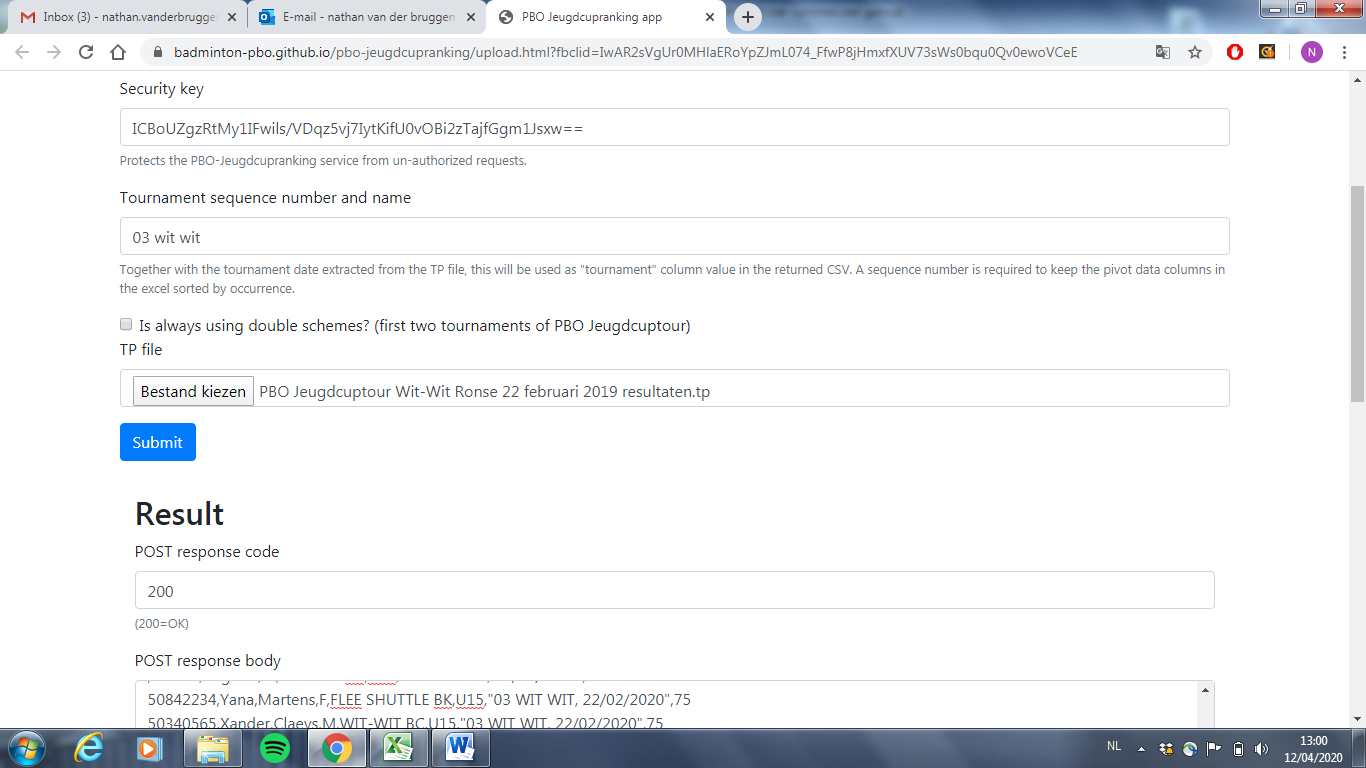 Inbox (3) - nathan.vanderbrugger
E-mail - nathan van der bruggen
PBO Jeugdcupranking app
badminton-pbo.github.io/pbo-jeugdcupranking/upload.html?fbclid=IwAR2sVgUr0MHlaERoYpZJmL074_FfwP8jHmxfXUV73sWs0bqu0Qv0ewoVCeE
N
Security key
ICBoUZgzRtMy1IFwils/VDqz5vj7IytKifU0vOBi2zTajfGgm1Jsxw==
Protects the PBO-Jeugdcupranking service from un-authorized requests.
Tournament sequence number and name
03 wit wit
Together with the tournament date extracted from the TP file, this will be used as "tournament" column value in the returned CSV. A sequence number is required to keep the pivot data columns in
the excel sorted by occurrence.
Is always using double schemes? (first two tournaments of PBO Jeugdcuptour)
TP file
Bestand kiezen PBO Jeugdcuptour Wit-Wit Ronse 22 februari 2019 resultaten.tp
Submit
Result
POST response code
200
(200=OK)
POST response body
50842234,Yana,Martens,F,FLEE SHUTTLE BK,U15,"03 WIT WIT, 22/02/2020",75
50340565,Xander,Claeys,M,WIT-WIT BC,U15,"03 WIT WIT, 22/02/2020",75
NL
13:00
12/04/2020